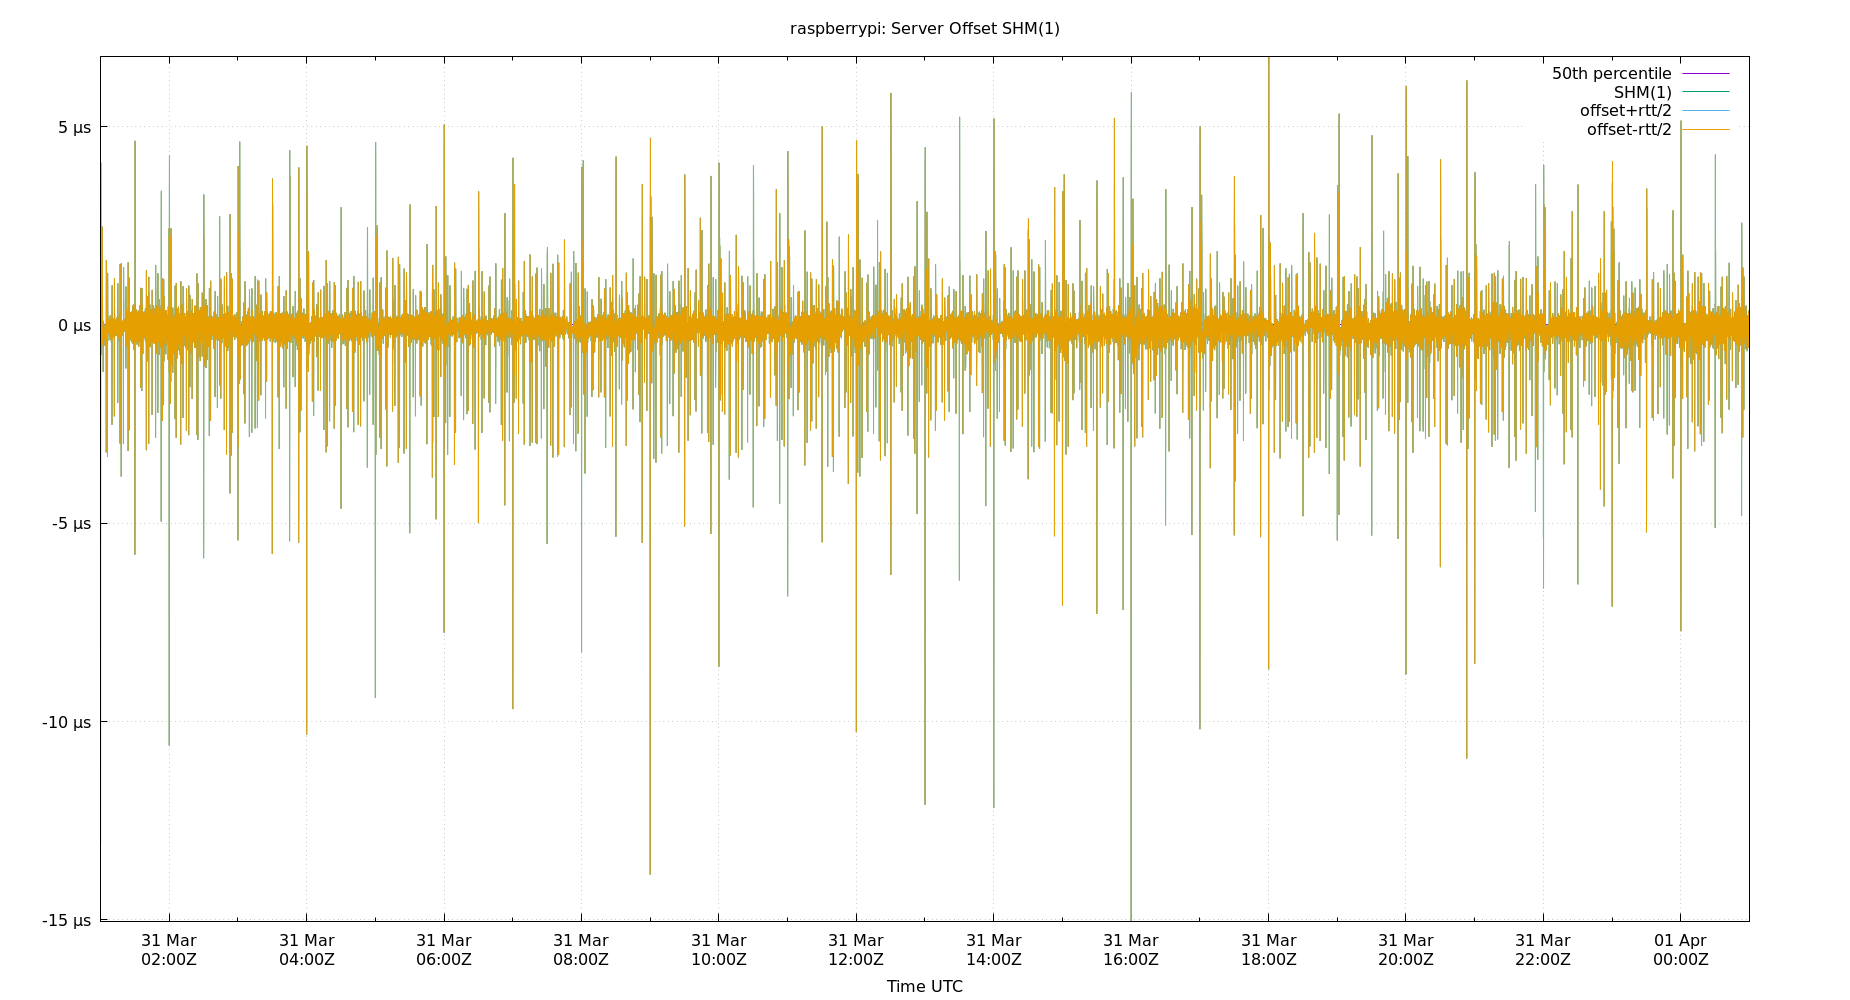 raspberrypi: Server Offset SHM(1)
50th percentile
SHM(1)
offset+rtt/2
offset-rtt/2
5 µs
0 µs
-5 µs
-10 µs
-15 µs
31 Mar 31 Mar 31 Mar 31 Mar 31 Mar 31 Mar 31 Mar 31 Mar 31 Mar 31 Mar 31 Mar 01 Apr
02:00Z 04:00Z 06:00Z 08:00Z 10:00Z 12:00Z 14:00Z 16:00Z 18:00Z 20:00Z 22:00Z 00:00Z
Time UTC